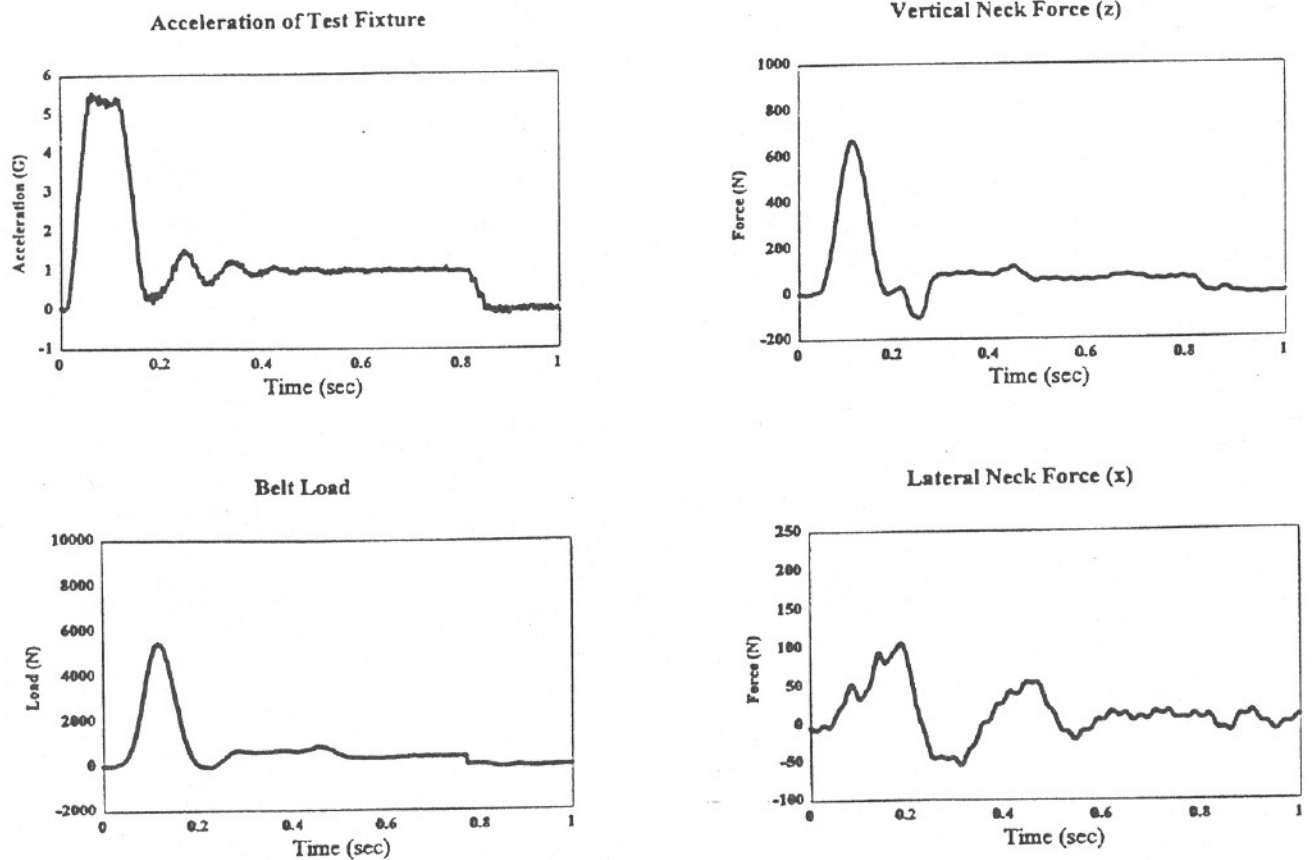 Acceleration of Test Fixture
6
5
4
3
2
1
0
-1
Acceleration (G)
0 0.2 0.4 0.6 0.8 1
Time (sec)
Vertical Neck Force (z)
1000
800
600
400
200
0
-200
Force (N)
0 0.2 0.4 0.6 0.8 1
Time (sec)
Belt Load
10000
8000
6000
4000
2000
0
-2000
Load (N)
0 0.2 0.4 0.6 0.8 1
Time (sec)
Lateral Neck Force (x)
250
200
150
100
50
0
-50
-100
Force (N)
0 0.2 0.4 0.6 0.8 1
Time (sec)